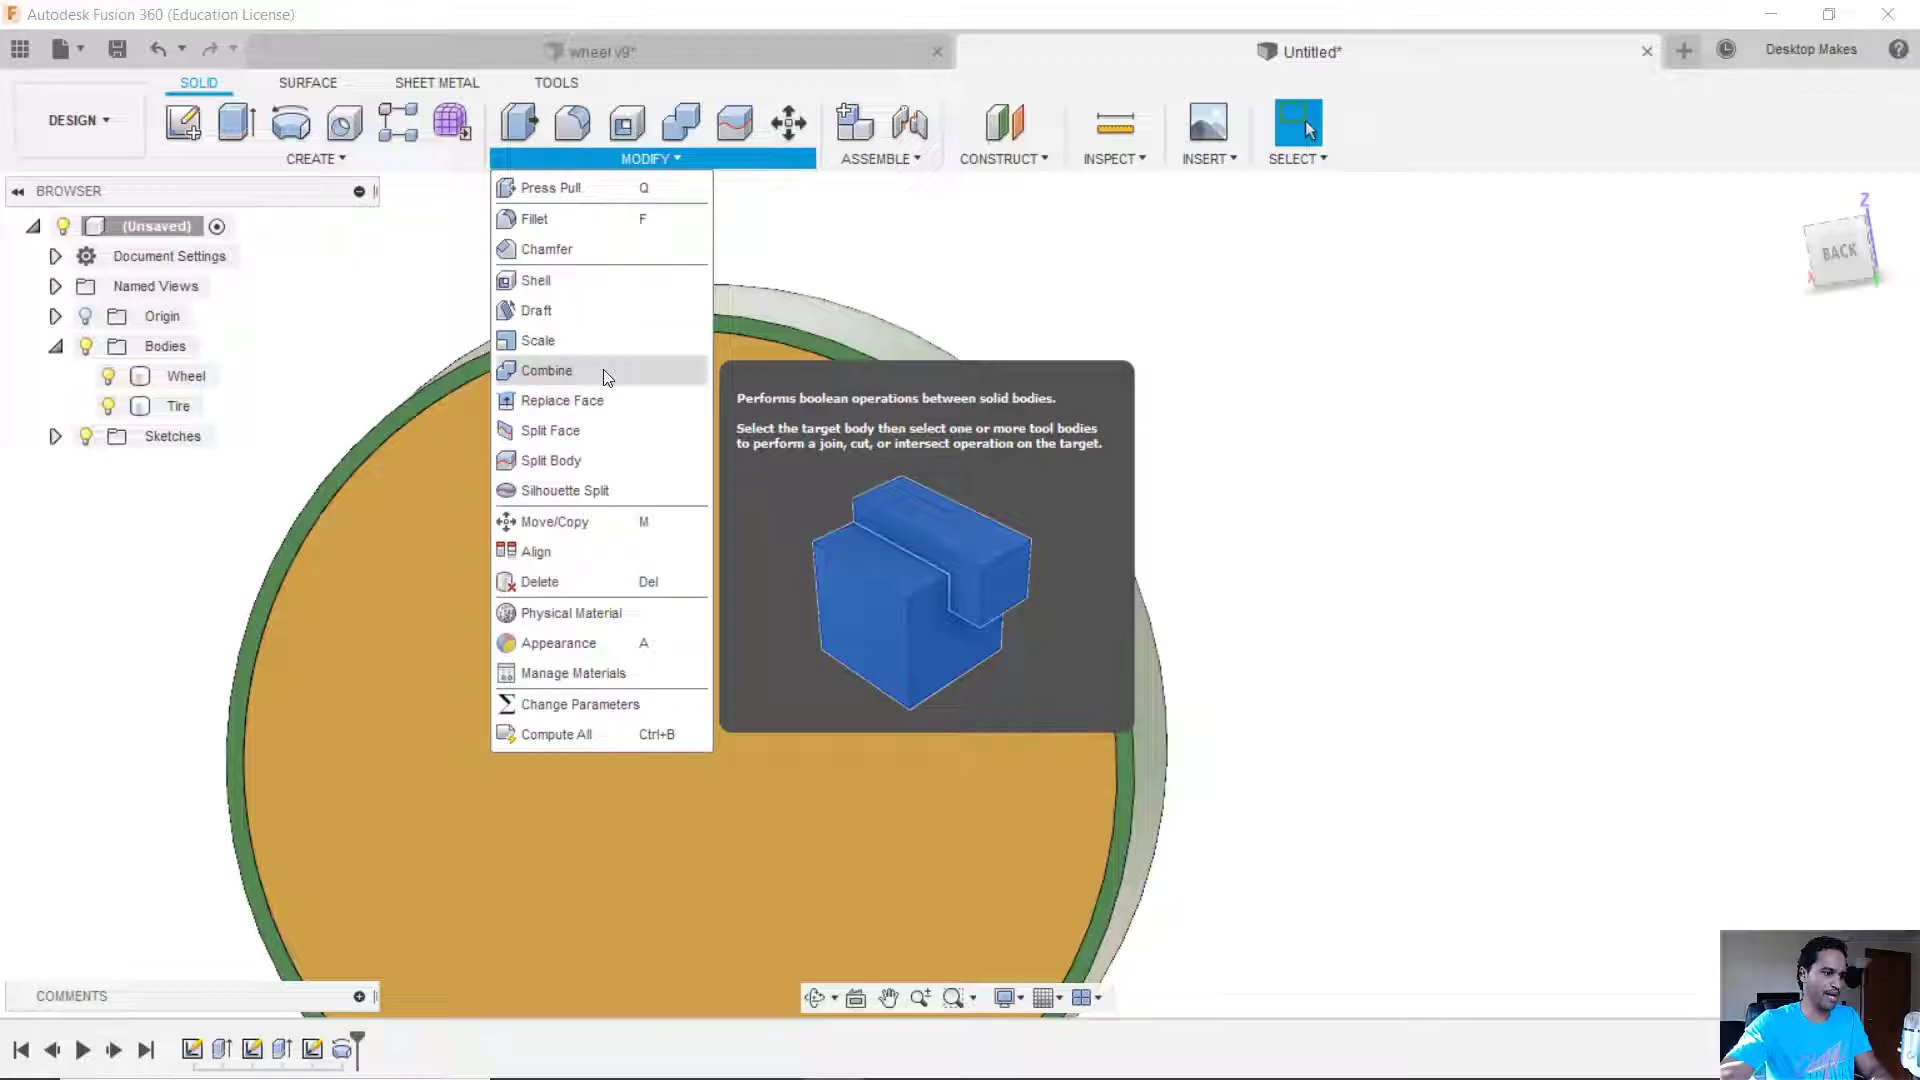 Autodesk Fusion 360 (Education License)
wheel v9*
Untitled*
Desktop Makes
SOLID
SURFACE
SHEET METAL
TOOLS
DESIGN
CREATE
MODIFY
ASSEMBLE
CONSTRUCT
INSPECT
INSERT
SELECT
BROWSER
(Unsaved)
Document Settings
Named Views
Origin
Bodies
Wheel
Tire
Sketches
Press Pull Q
Fillet F
Chamfer
Shell
Draft
Scale
Combine
Replace Face
Split Face
Split Body
Silhouette Split
Move/Copy M
Align
Delete Del
Physical Material
Appearance A
Manage Materials
Change Parameters
Compute All Ctrl+B
Performs boolean operations between solid bodies.
Select the target body then select one or more tool bodies
to perform a join, cut, or intersect operation on the target.
Z
BACK
COMMENTS